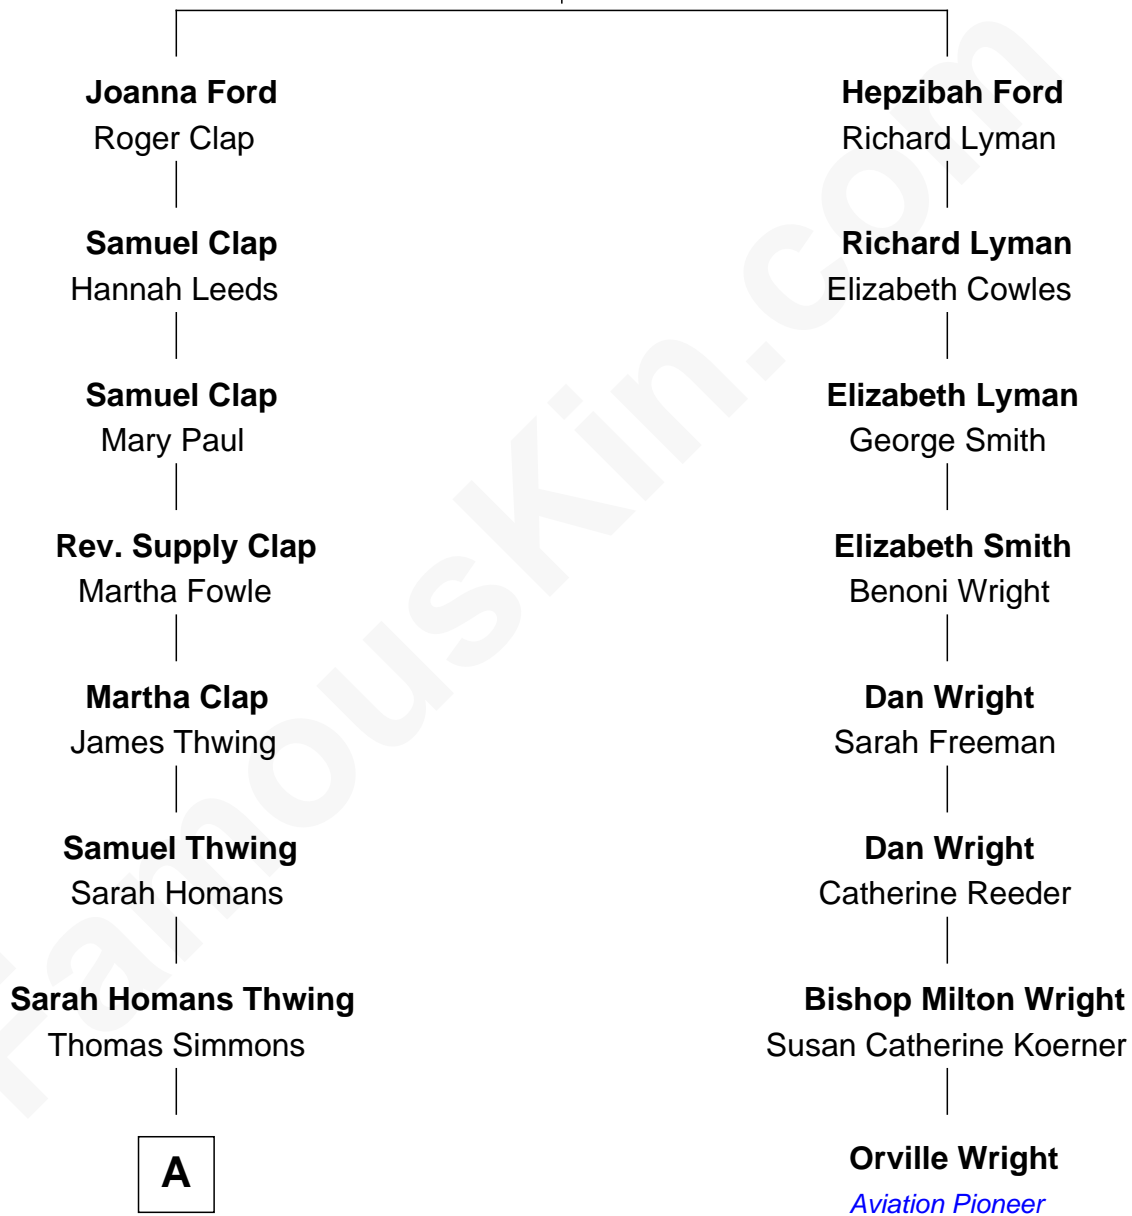 Joanna Ford
Roger Clap
Hepzibah Ford
Richard Lyman
Samuel Clap
Hannah Leeds
Richard Lyman
Elizabeth Cowles
Samuel Clap
Mary Paul
Elizabeth Lyman
George Smith
Rev. Supply Clap
Martha Fowle
Elizabeth Smith
Benoni Wright
Martha Clap
James Thwing
Dan Wright
Sarah Freeman
Samuel Thwing
Sarah Homans
Dan Wright
Catherine Reeder
Sarah Homans Thwing
Thomas Simmons
Bishop Milton Wright
Susan Catherine Koerner
A
Orville Wright
Aviation Pioneer
FamousKin.com